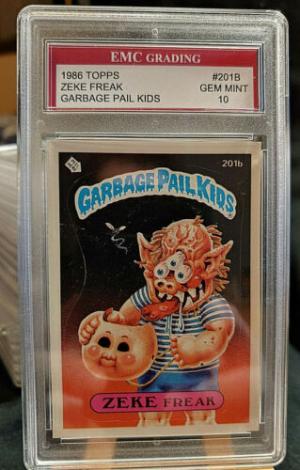 EMC GRADING
1986 TOPPS #201B
ZEKE FREAK GEM MINT
GARBAGE PAIL KIDS 10
201b
GARBAGE PAIL KIDS
ZEKE FREAK